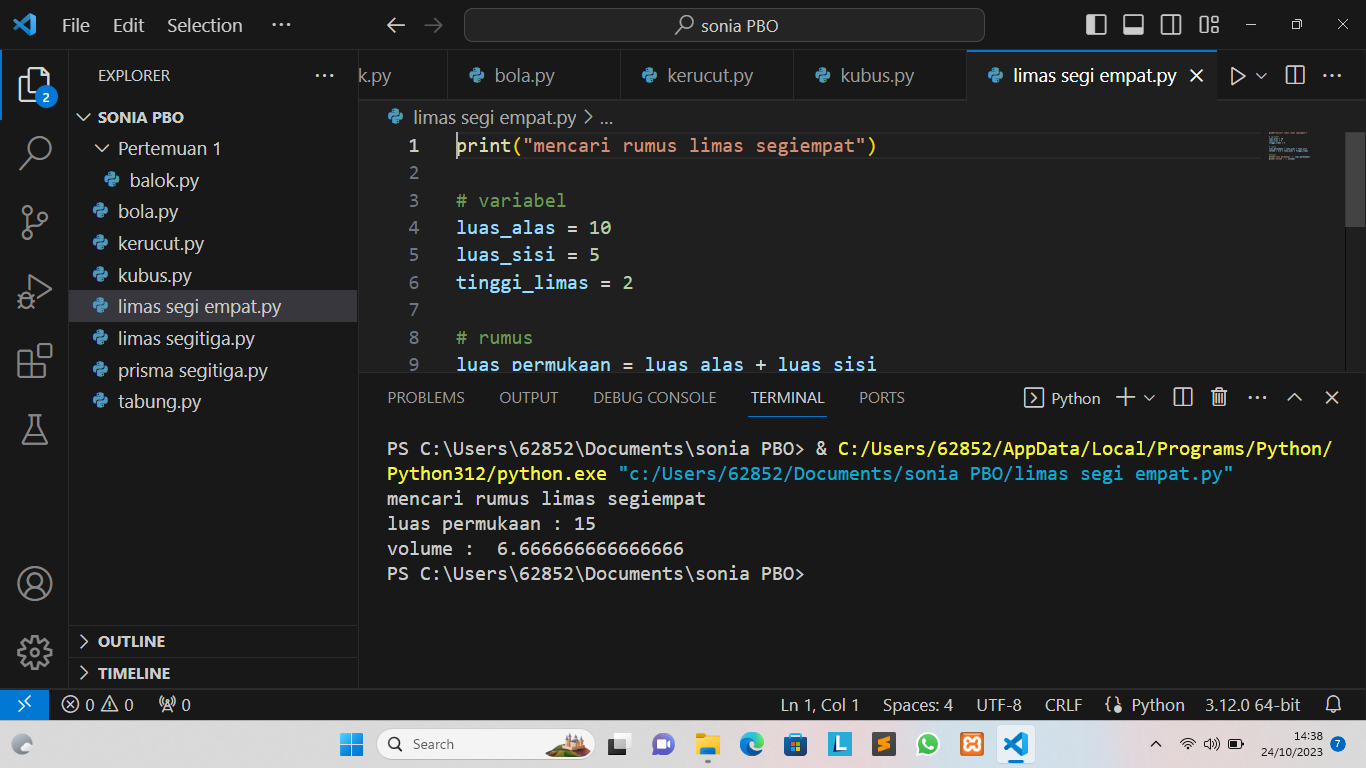 File Edit Selection ···
sonia PBO
EXPLORER ···
k.py bola.py kerucut.py kubus.py limas segi empat.py
2
SONIA PBO
Pertemuan 1
balok.py
bola.py
kerucut.py
kubus.py
limas segi empat.py
limas segitiga.py
prisma segitiga.py
tabung.py
OUTLINE
TIMELINE
limas segi empat.py > ...
1 print("mencari rumus limas segiempat")
2
3 # variabel
4 luas_alas = 10
5 luas_sisi = 5
6 tinggi_limas = 2
7
8 # rumus
9 luas_permukaan = luas_alas + luas_sisi
PROBLEMS OUTPUT DEBUG CONSOLE TERMINAL PORTS
Python
PS C:\Users\62852\Documents\sonia PBO> & C:/Users/62852/AppData/Local/Programs/Python/
Python312/python.exe "c:/Users/62852/Documents/sonia PBO/limas segi empat.py"
mencari rumus limas segiempat
luas permukaan : 15
volume :  6.666666666666666
PS C:\Users\62852\Documents\sonia PBO>
0 0 0
Ln 1, Col 1 Spaces: 4 UTF-8 CRLF Python 3.12.0 64-bit
Search
L
14:38
24/10/2023
7